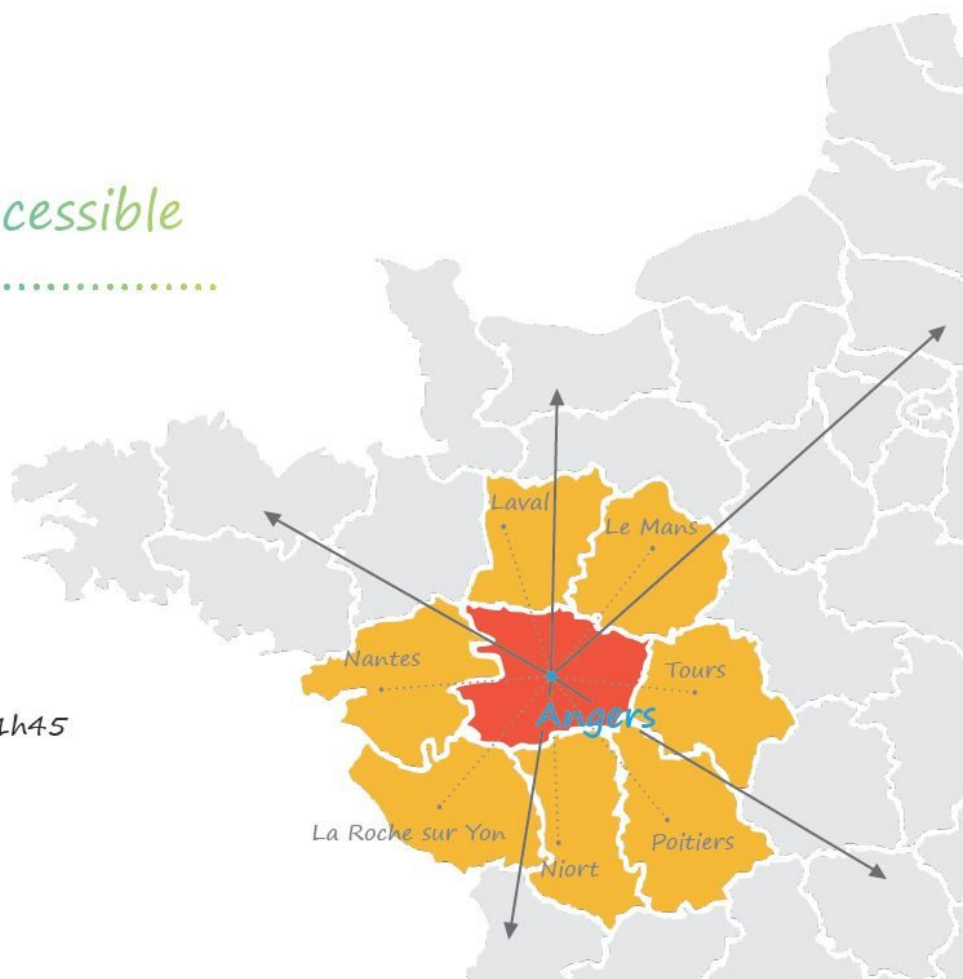 cessible
Laval
Le Mans
Nantes
Tours
Angers
1h45
La Roche sur Yon
Poitiers
Niort